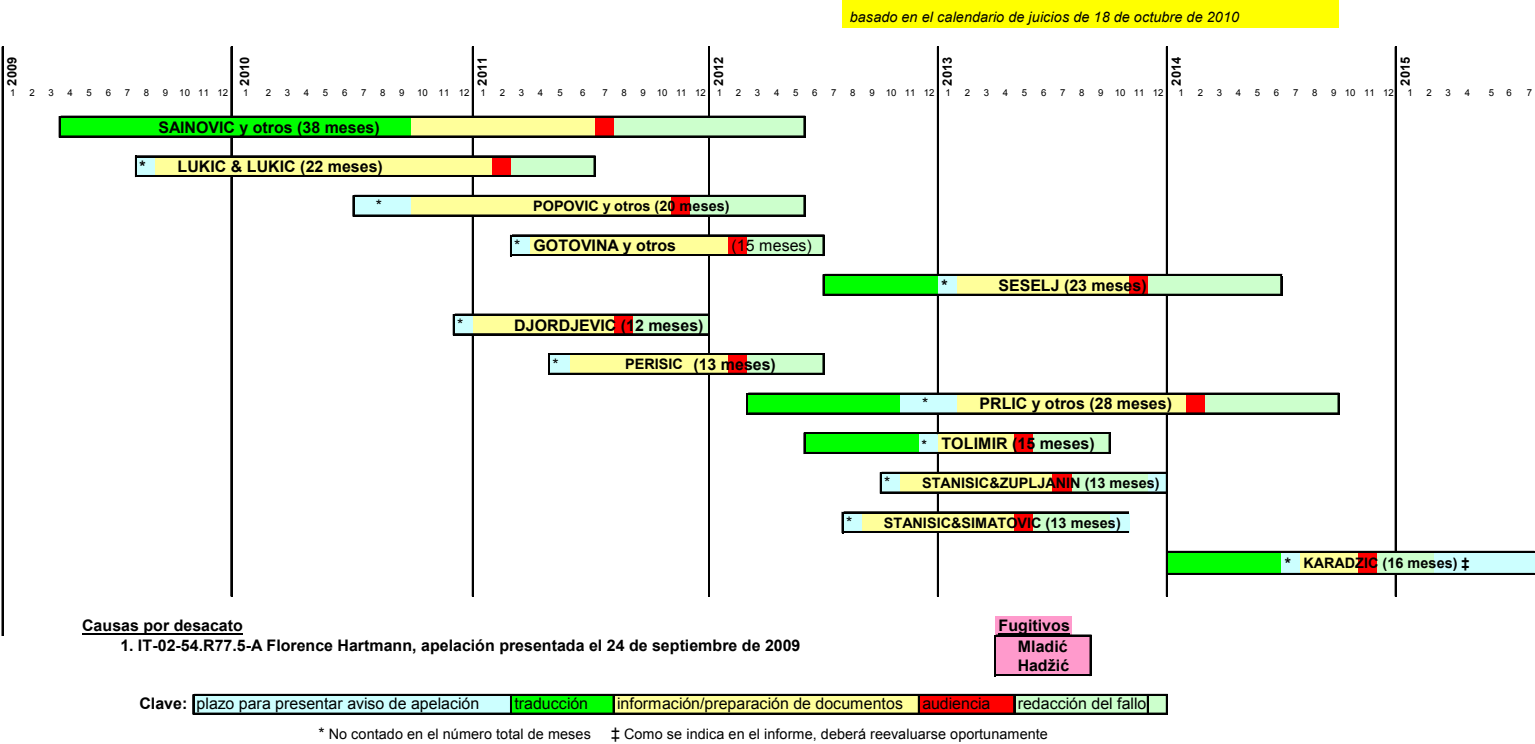 basado en el calendario de juicios de 18 de octubre de 2010
2009 2010 2011 2012 2013 2014 2015
1 2 3 4 5 6 7 8 9 10 11 12 1 2 3 4 5 6 7 8 9 10 11 12 1 2 3 4 5 6 7 8 9 10 11 12 1 2 3 4 5 6 7 8 9 10 11 12 1 2 3 4 5 6 7 8 9 10 11 12 1 2 3 4 5 6 7 8 9 10 11 12 1 2 3 4 5 6 7
SAINOVIC y otros (38 meses)
* LUKIC & LUKIC (22 meses)
* POPOVIC y otros (20 meses)
* GOTOVINA y otros (15 meses)
* SESELJ (23 meses)
* DJORDJEVIC (12 meses)
* PERISIC (13 meses)
* PRLIC y otros (28 meses)
* TOLIMIR (15 meses)
* STANISIC&ZUPLJANIN (13 meses)
* STANISIC&SIMATOVIC (13 meses)
* KARADZIC (16 meses) ‡
Causas por desacato
1. IT-02-54.R77.5-A Florence Hartmann, apelación presentada el 24 de septiembre de 2009
Fugitivos
Mladić
Hadžić
Clave: plazo para presentar aviso de apelación traducción información/preparación de documentos audiencia redacción del fallo
* No contado en el número total de meses ‡ Como se indica en el informe, deberá reevaluarse oportunamente